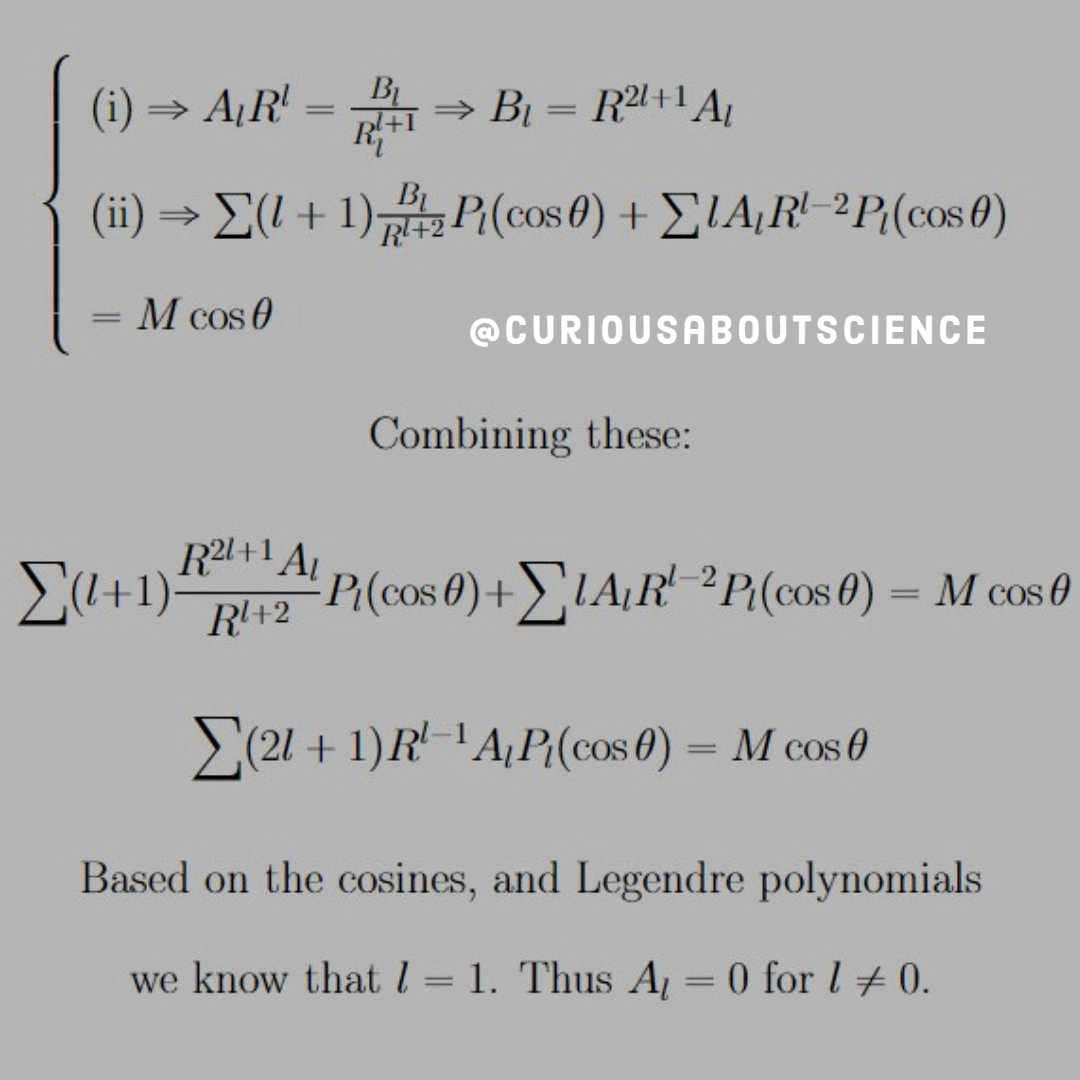 (i) ⇒ A_l R^l = \frac{B_l}{R_l^{l+1}} ⇒ B_l = R^{2l+1} A_l
(ii) ⇒ ∑(l + 1) \frac{B_l}{R^{l+2}} P_l(cos θ) + ∑ l A_l R^{l−2} P_l(cos θ)
= M cos θ
@CURIOUSABOUTSCIENCE
Combining these:
∑(l+1) \frac{R^{2l+1} A_l}{R^{l+2}} P_l(cos θ) + ∑ l A_l R^{l−2} P_l(cos θ) = M cos θ
∑(2l + 1) R^{l−1} A_l P_l(cos θ) = M cos θ
Based on the cosines, and Legendre polynomials
we know that l = 1. Thus A_l = 0 for l ≠ 0.